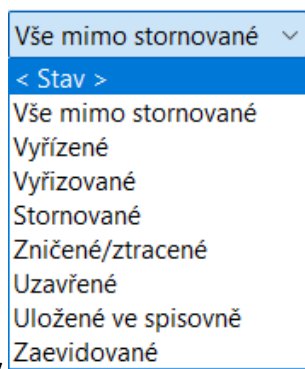 Vše mimo stornované
< Stav >
Vše mimo stornované
Vyřízené
Vyřizované
Stornované
Zničené/ztracené
Uzavřené
Uložené ve spisovně
Zaevidované